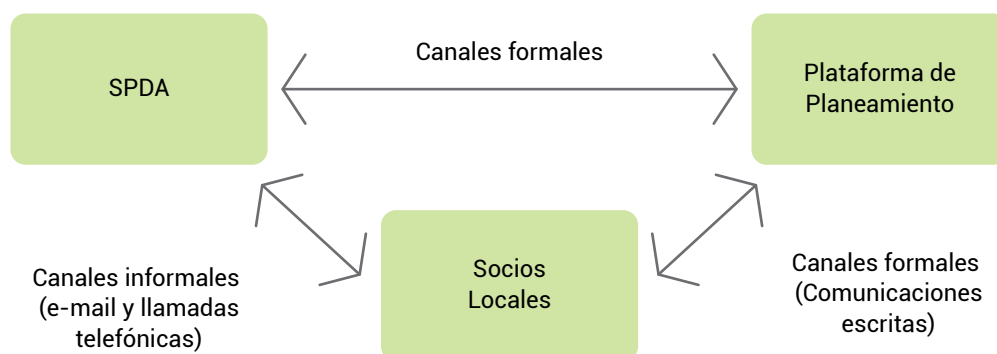 SPDA
Canales formales
Plataforma de
Planeamiento
Canales informales
(e-mail y llamadas
telefónicas)
Socios
Locales
Canales formales
(Comunicaciones
escritas)